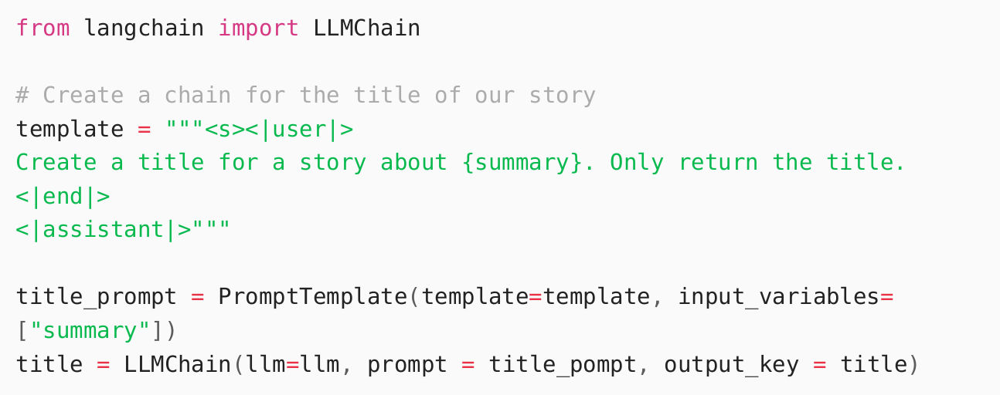 from langchain import LLMChain
# Create a chain for the title of our story
template = """<s><|user|>
Create a title for a story about {summary}. Only return the title.
<|end|>
<|assistant|>"""
title_prompt = PromptTemplate(template=template, input_variables=
["summary"])
title = LLMChain(llm=llm, prompt = title_pompt, output_key = title)